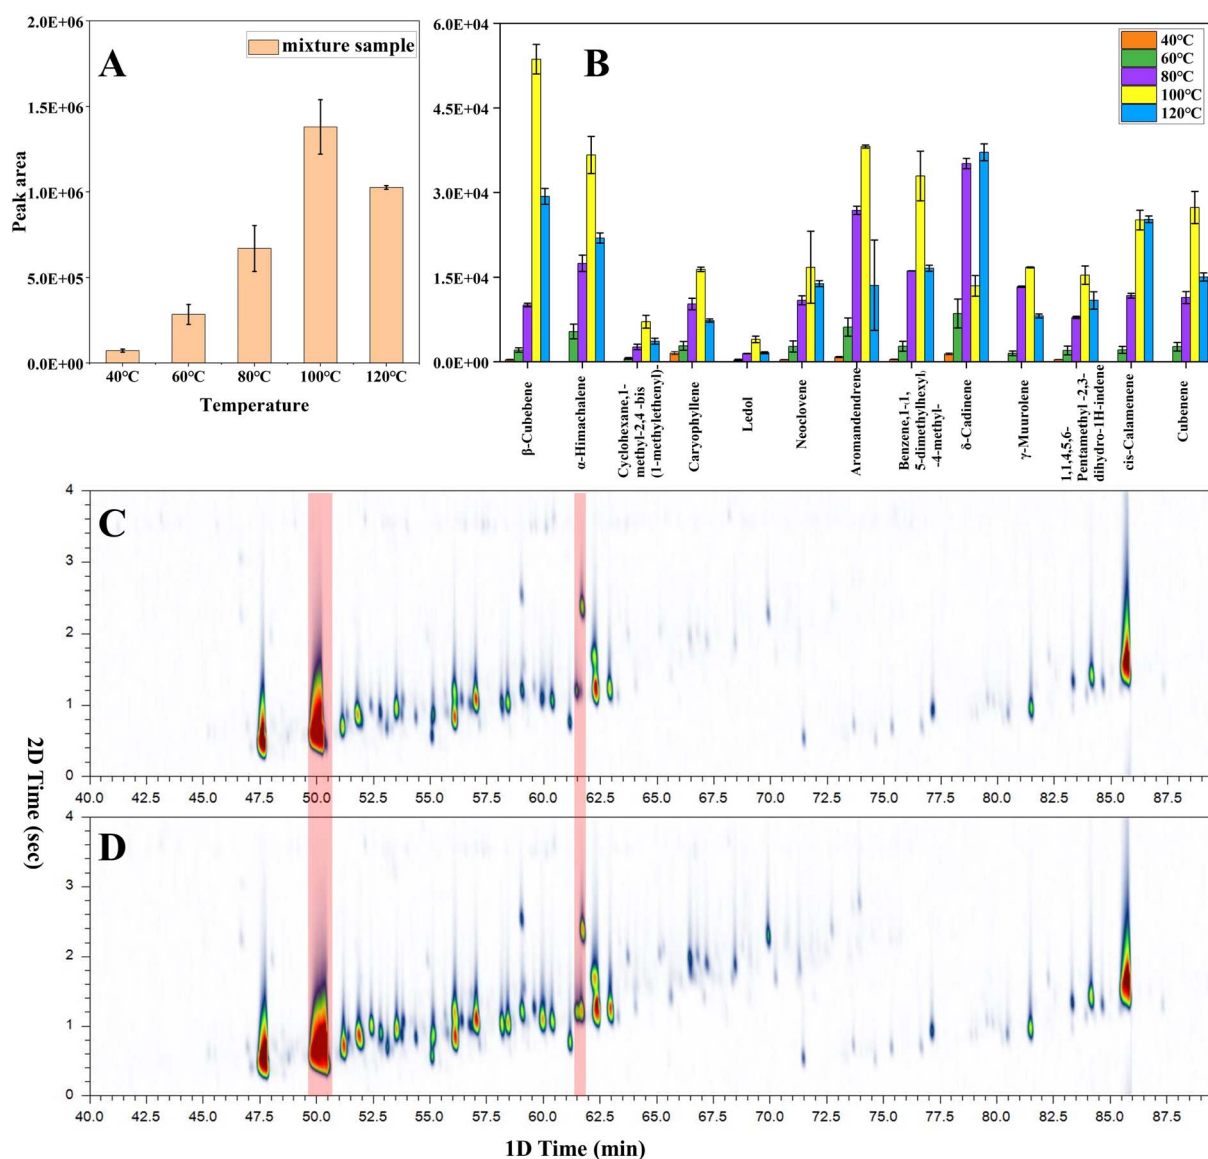 A
mixture sample
2.0E+06
1.5E+06
1.0E+06
5.0E+05
0.0E+00
Peak area
40℃ 60℃ 80℃ 100℃ 120℃
Temperature
B
40℃
60℃
80℃
100℃
120℃
6.0E+04
4.5E+04
3.0E+04
1.5E+04
0.0E+00
β-Cubebene
α-Himachalene
Cyclohexane,1-
methyl-2,4 -bis
(1-methylethenyl)-
Caryophyllene
Ledol
Neoclovene
Aromandendrene
Benzene,1-1,
5-dimethylhexyl,
-4-methyl-
δ-Cadinene
γ-Muurolene
1,1,4,5,6-
Pentamethyl -2,3-
dihydro-1H-indene
cis-Calamenene
Cubenene
C
4
3
2
1
0
40.0 42.5 45.0 47.5 50.0 52.5 55.0 57.5 60.0 62.5 65.0 67.5 70.0 72.5 75.0 77.5 80.0 82.5 85.0 87.5
2D Time (sec)
D
4
3
2
1
0
40.0 42.5 45.0 47.5 50.0 52.5 55.0 57.5 60.0 62.5 65.0 67.5 70.0 72.5 75.0 77.5 80.0 82.5 85.0 87.5
1D Time (min)